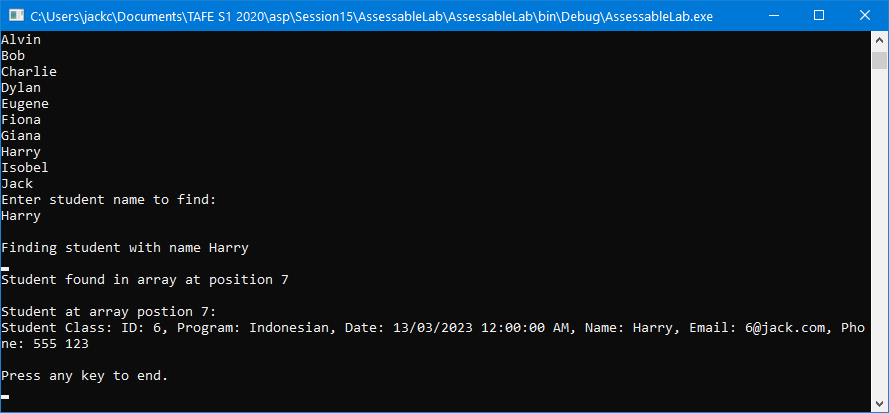 C:\Users\jackc\Documents\TAFE S1 2020\asp\Session15\AssessableLab\AssessableLab\bin\Debug\AssessableLab.exe
Alvin
Bob
Charlie
Dylan
Eugene
Fiona
Giana
Harry
Isobel
Jack
Enter student name to find:
Harry
Finding student with name Harry
Student found in array at position 7
Student at array postion 7:
Student Class: ID: 6, Program: Indonesian, Date: 13/03/2023 12:00:00 AM, Name: Harry, Email: 6@jack.com, Pho
ne: 555 123
Press any key to end.